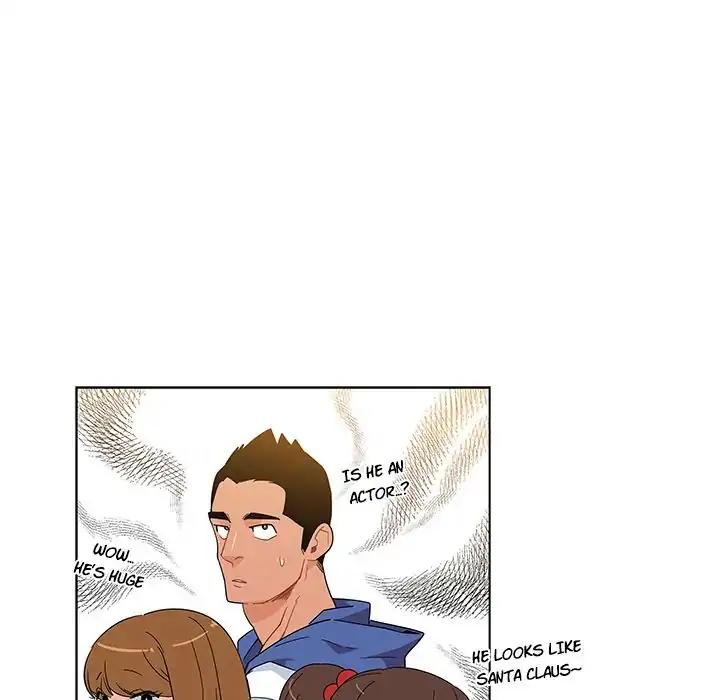 IS HE AN
ACTOR..?
WOW...
HE'S HUGE
HE LOOKS LIKE
SANTA CLAUS~